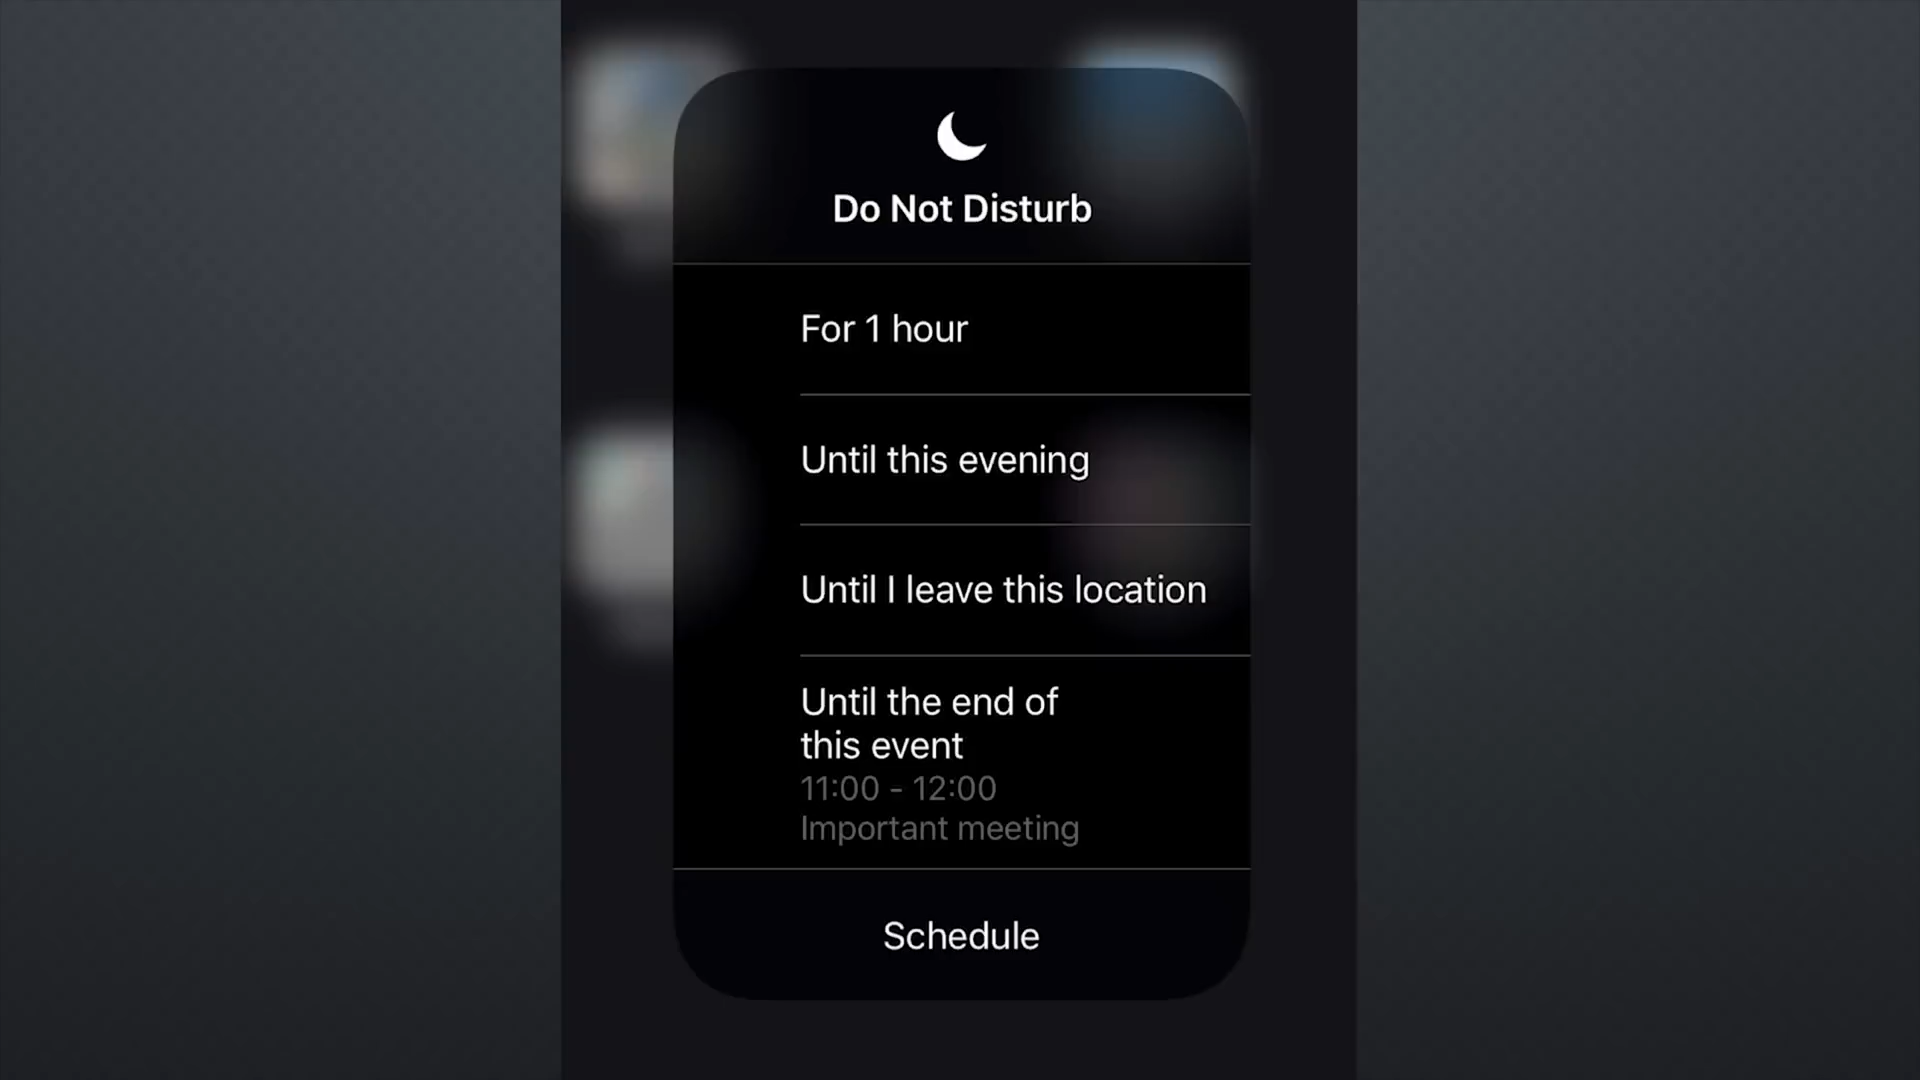 Do Not Disturb
For 1 hour
Until this evening
Until I leave this location
Until the end of
this event
11:00 - 12:00
Important meeting
Schedule